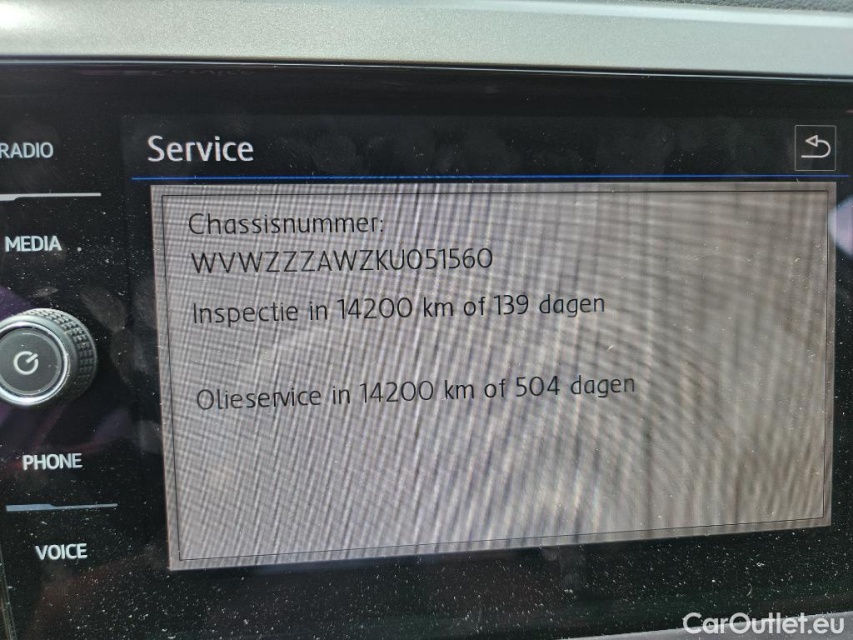 RADIO
Service
MEDIA
Chassisnummer:
WVWZZZAWZKU051560
Inspectie in 14200 km of 139 dagen
Olieservice in 14200 km of 504 dagen
PHONE
VOICE
CarOutlet.eu